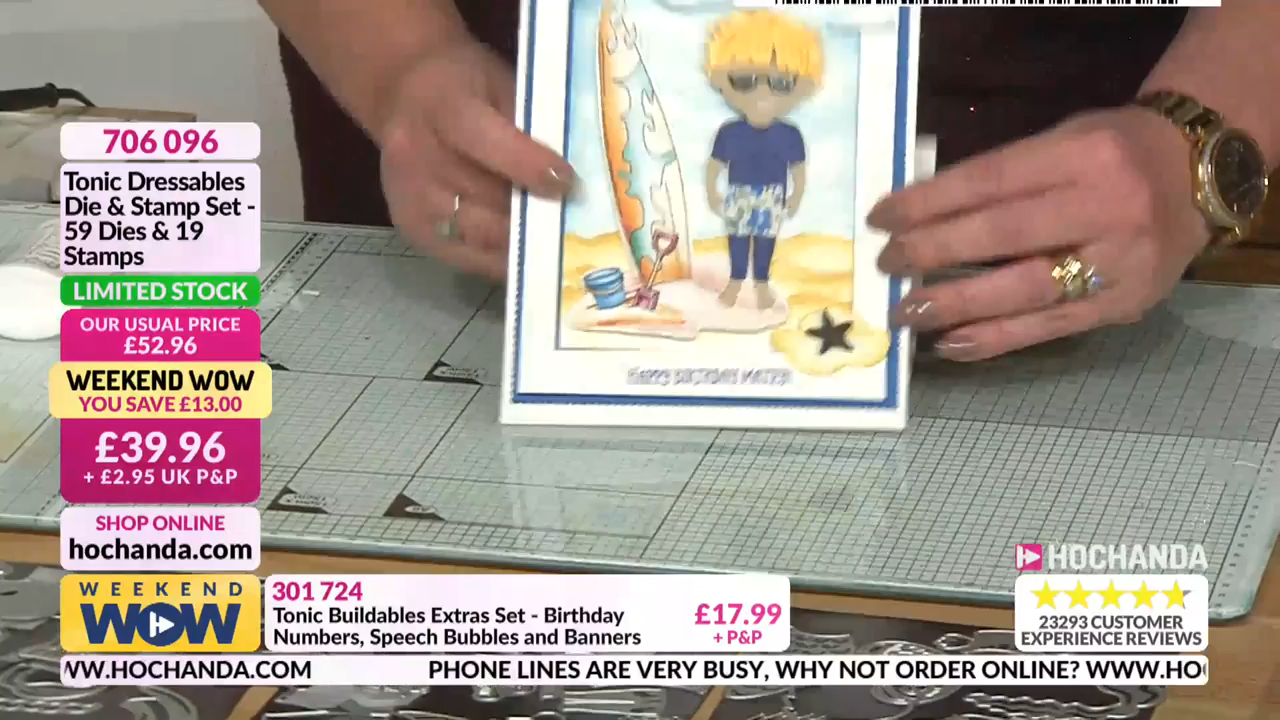 706 096
Tonic Dressables
Die & Stamp Set -
59 Dies & 19
Stamps
LIMITED STOCK
OUR USUAL PRICE
£52.96
WEEKEND WOW
YOU SAVE £13.00
£39.96
+ £2.95 UK P&P
SHOP ONLINE
hochanda.com
WEEKEND
WOW
301 724
Tonic Buildables Extras Set - Birthday
Numbers, Speech Bubbles and Banners
£17.99
+ P&P
HOCHANDA
23293 CUSTOMER
EXPERIENCE REVIEWS
WW.HOCHANDA.COM PHONE LINES ARE VERY BUSY, WHY NOT ORDER ONLINE? WWW.HO